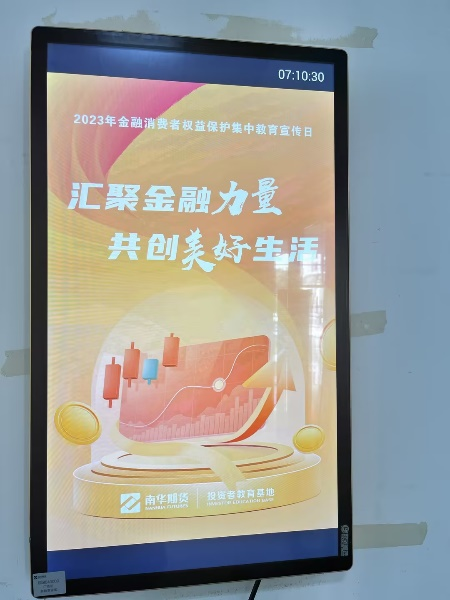 07:10:30
2023年金融消费者权益保护集中教育宣传日
汇聚金融力量
共创美好生活
南华期货 投资者教育基地
NANHUA FUTURES